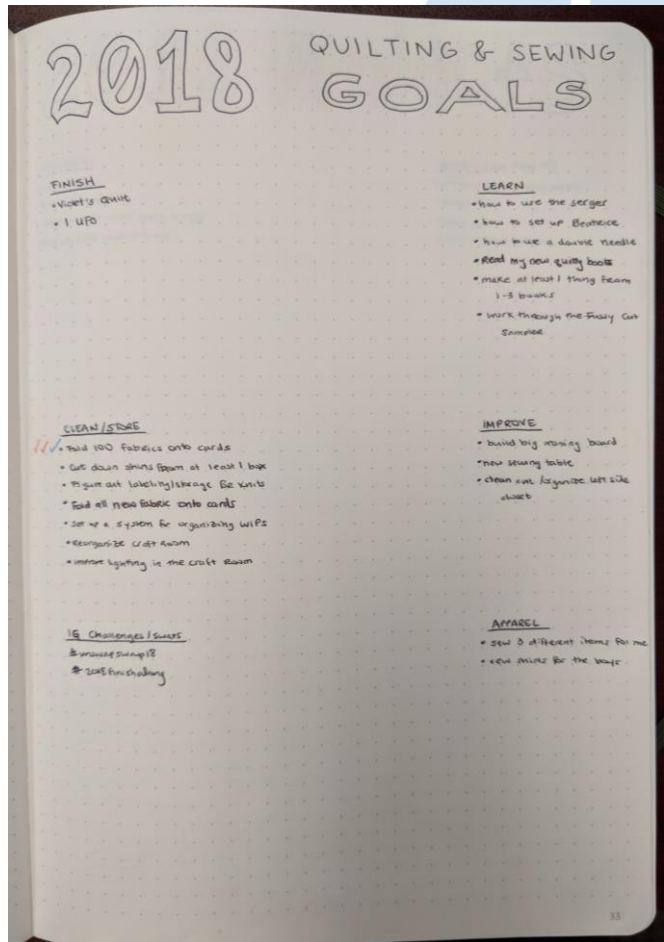 2018 QUILTING & SEWING
GOALS
FINISH
• Violet's Quilt
• 1 UFO
LEARN
• how to use the serger
• how to set up Beatrice
• how to use a double needle
• Read my new quilty books
• make at least 1 thing from
1-3 books
• work through the Fussy Cut
Sampler
CLEAN/STORE
• Fold 100 fabrics onto cards
• Cut down shirts from at least 1 box
• Figure out labeling/storage for knits
• Fold all new fabric onto cards
• Set up a system for organizing WIPs
• Reorganize craft room
• improve lighting in the craft room
IMPROVE
• build big ironing board
• new sewing table
• clean out/organize left side
closet
IG Challenges/Swaps
#2018finishalong
APPAREL
• sew 3 different items for me
• sew for the boys
33